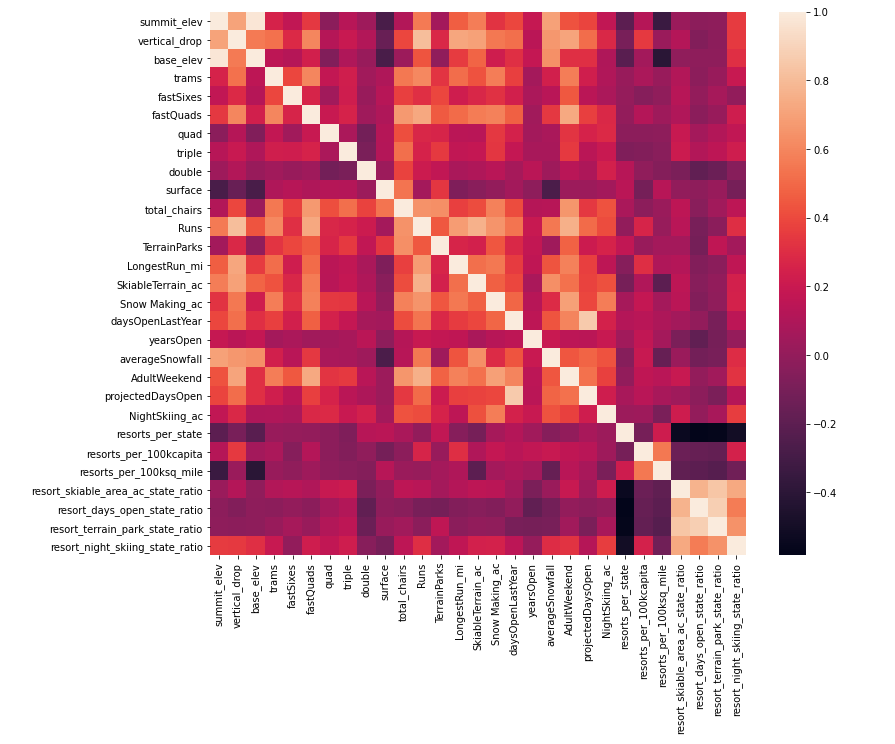 summit_elev
vertical_drop
base_elev
trams
fastSixes
fastQuads
quad
triple
double
surface
total_chairs
Runs
TerrainParks
LongestRun_mi
SkiableTerrain_ac
Snow Making_ac
daysOpenLastYear
yearsOpen
averageSnowfall
AdultWeekend
projectedDaysOpen
NightSkiing_ac
resorts_per_state
resorts_per_100kcapita
resorts_per_100ksq_mile
resort_skiable_area_ac_state_ratio
resort_days_open_state_ratio
resort_terrain_park_state_ratio
resort_night_skiing_state_ratio
summit_elev
vertical_drop
base_elev
trams
fastSixes
fastQuads
quad
triple
double
surface
total_chairs
Runs
TerrainParks
LongestRun_mi
SkiableTerrain_ac
Snow Making_ac
daysOpenLastYear
yearsOpen
averageSnowfall
AdultWeekend
projectedDaysOpen
NightSkiing_ac
resorts_per_state
resorts_per_100kcapita
resorts_per_100ksq_mile
resort_skiable_area_ac_state_ratio
resort_days_open_state_ratio
resort_terrain_park_state_ratio
resort_night_skiing_state_ratio
1.0
0.8
0.6
0.4
0.2
0.0
−0.2
−0.4